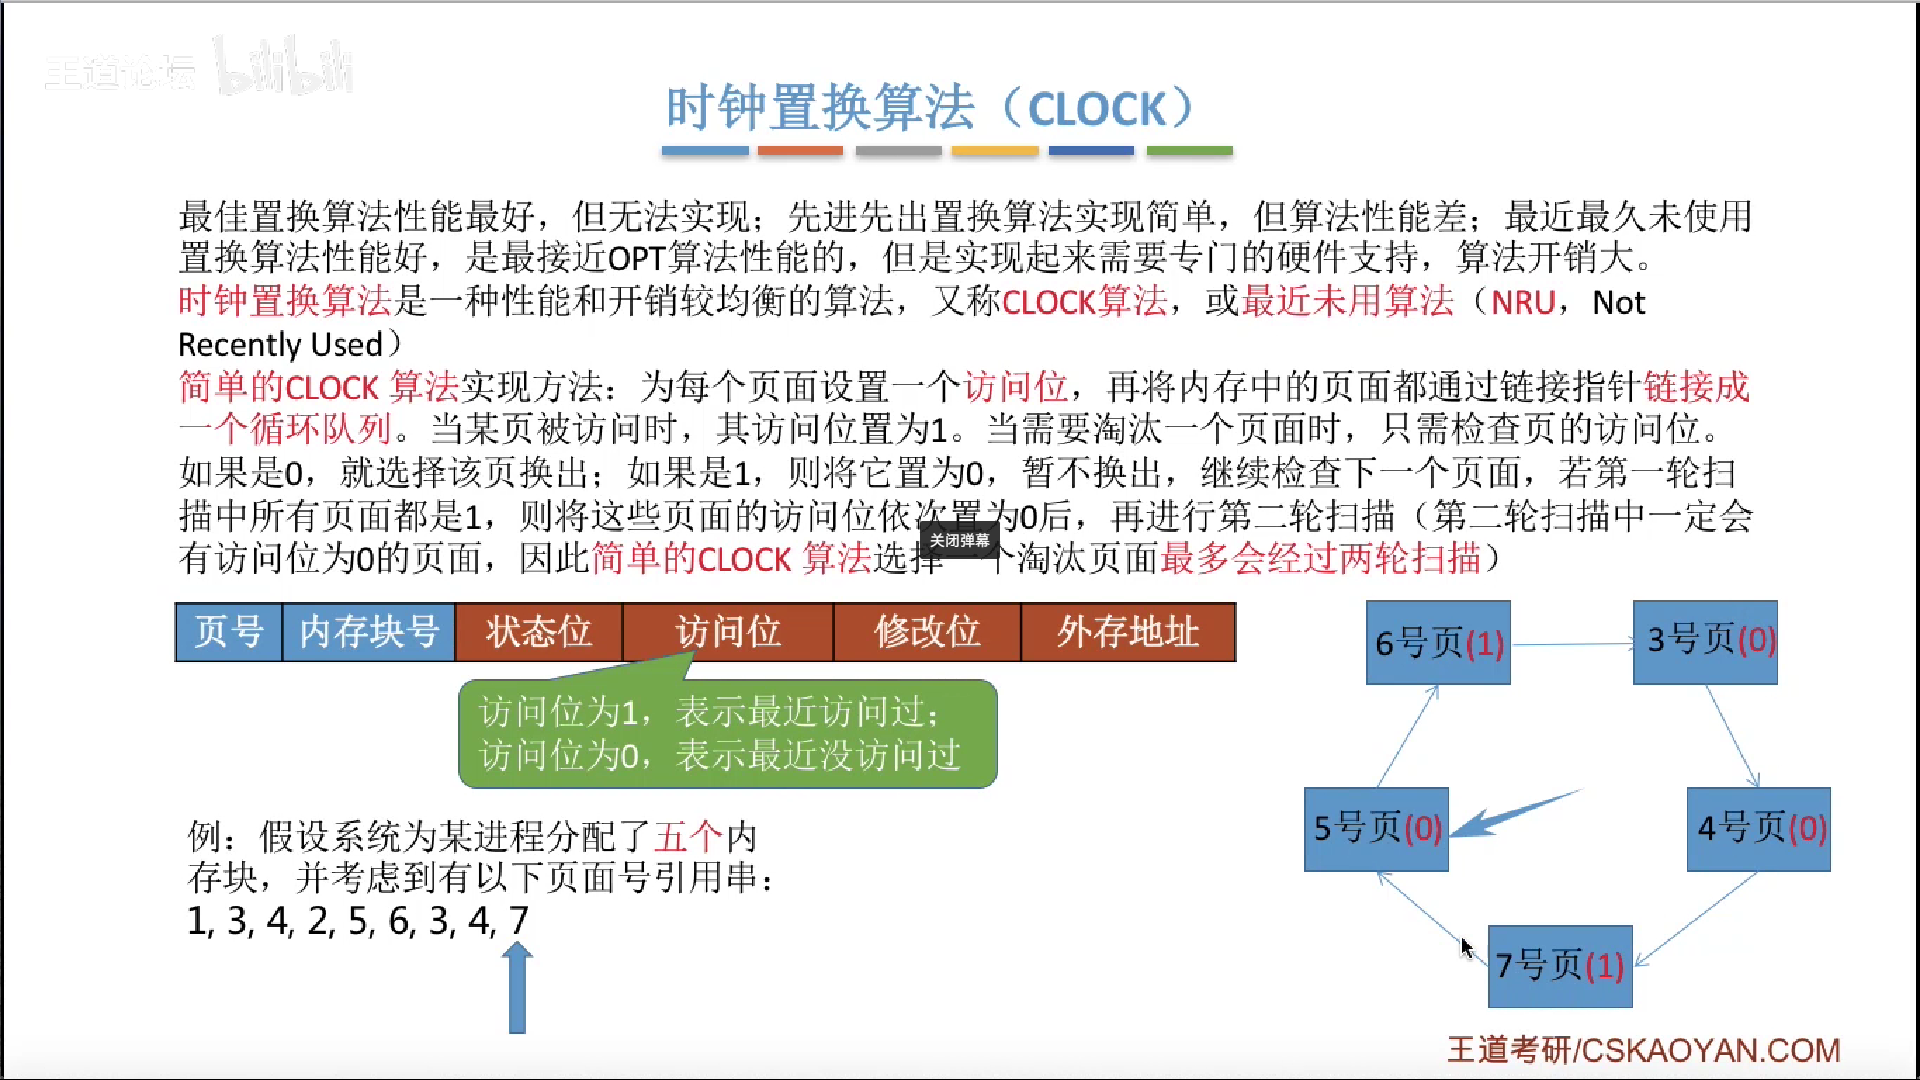 王道论坛 bilibili
时钟置换算法（CLOCK）
最佳置换算法性能最好，但无法实现；先进先出置换算法实现简单，但算法性能差；最近最久未使用
置换算法性能好，是最接近OPT算法性能的，但是实现起来需要专门的硬件支持，算法开销大。
时钟置换算法是一种性能和开销较均衡的算法，又称CLOCK算法，或最近未用算法（NRU，Not
Recently Used）
简单的CLOCK 算法实现方法：为每个页面设置一个访问位，再将内存中的页面都通过链接指针链接成
一个循环队列。当某页被访问时，其访问位置为1。当需要淘汰一个页面时，只需检查页的访问位。
如果是0，就选择该页换出；如果是1，则将它置为0，暂不换出，继续检查下一个页面，若第一轮扫
描中所有页面都是1，则将这些页面的访问位依次置为0后，再进行第二轮扫描（第二轮扫描中一定会
有访问位为0的页面，因此简单的CLOCK 算法选择一个淘汰页面最多会经过两轮扫描）
关闭弹幕
页号 内存块号 状态位 访问位 修改位 外存地址
访问位为1，表示最近访问过；
访问位为0，表示最近没访问过
例：假设系统为某进程分配了五个内
存块，并考虑到有以下页面号引用串：
1, 3, 4, 2, 5, 6, 3, 4, 7
6号页(1)
3号页(0)
5号页(0)
4号页(0)
7号页(1)
王道考研/CSKAOYAN.COM